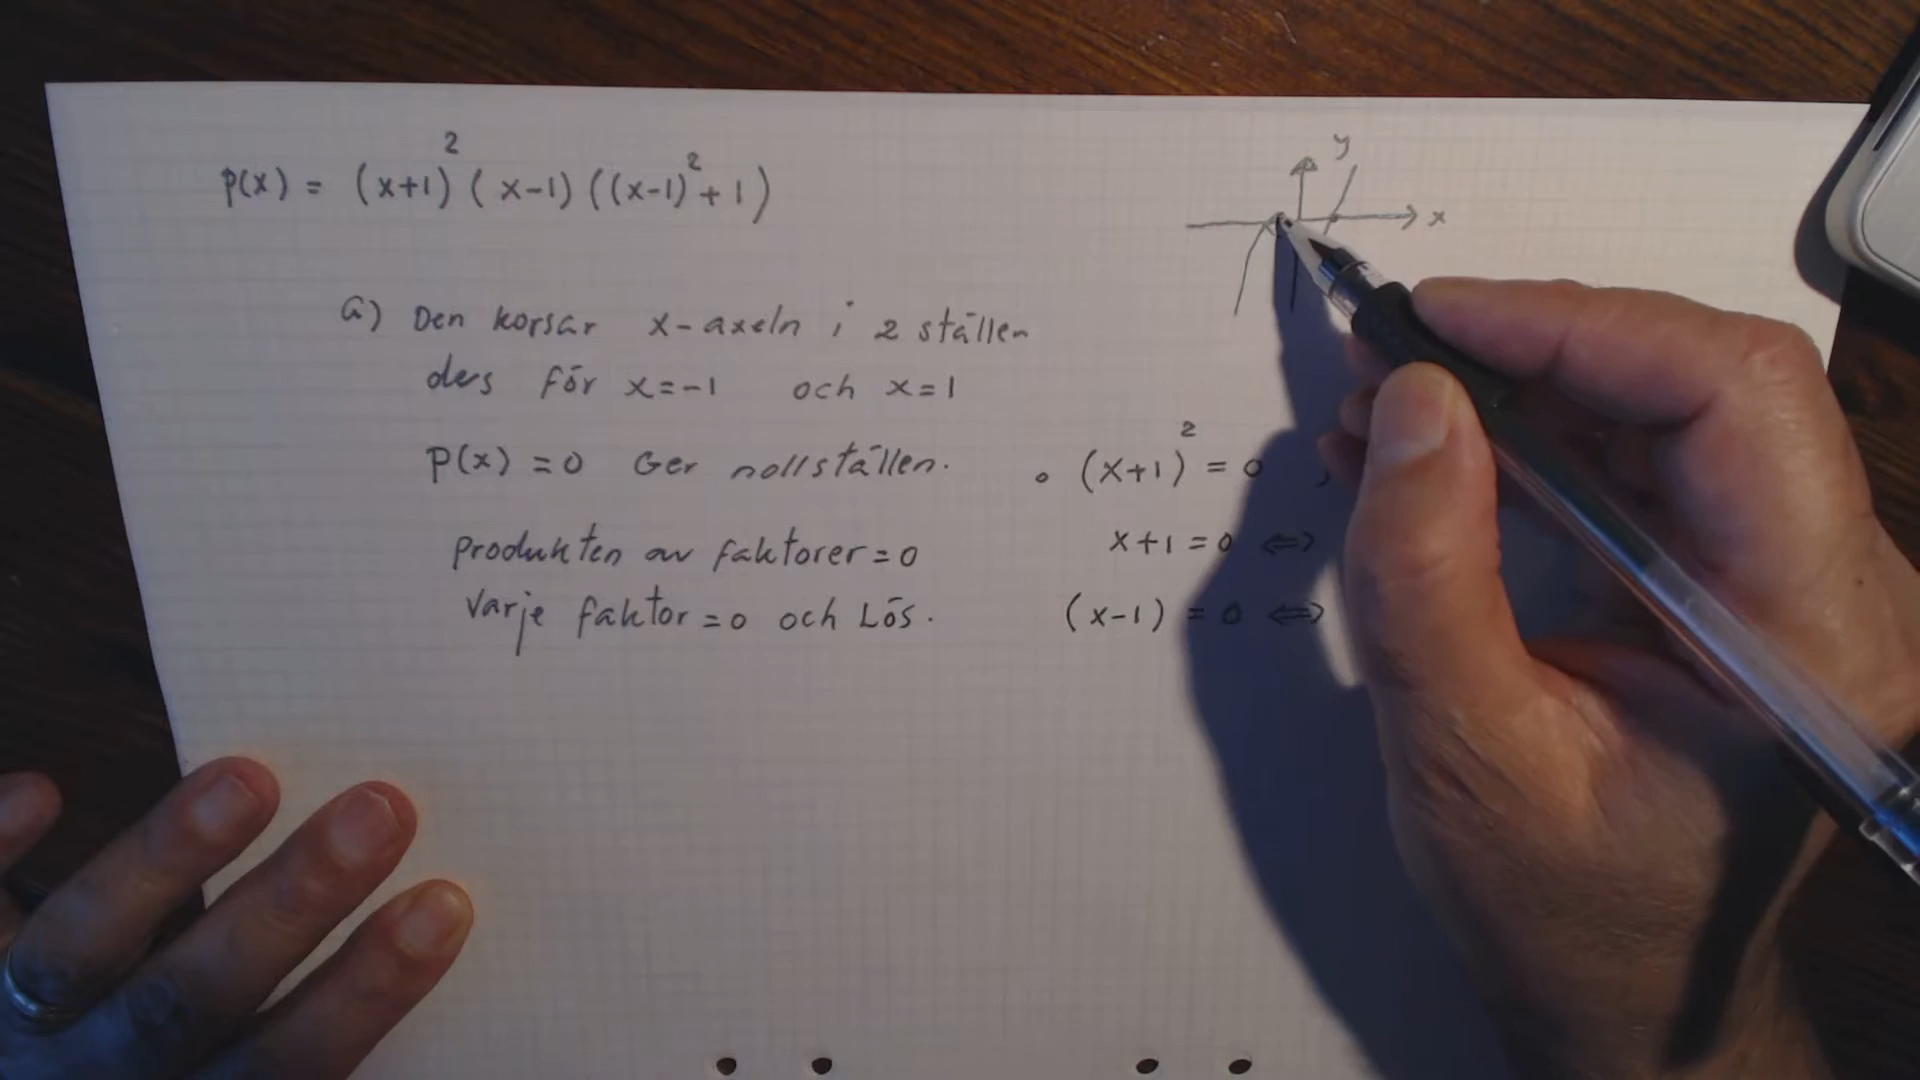 p(x) = (x+1)² (x-1) ((x-1)² + 1)
y
x
a) Den korsar x-axeln i 2 ställen
ders för x=-1 och x=1
P(x) = 0 Ger nollställen.
produkten av faktorer = 0
Varje faktor = 0 och Lös.
∘ (x+1)² = 0 ,
x+1 = 0 ⇔
(x-1) = 0 ⇔